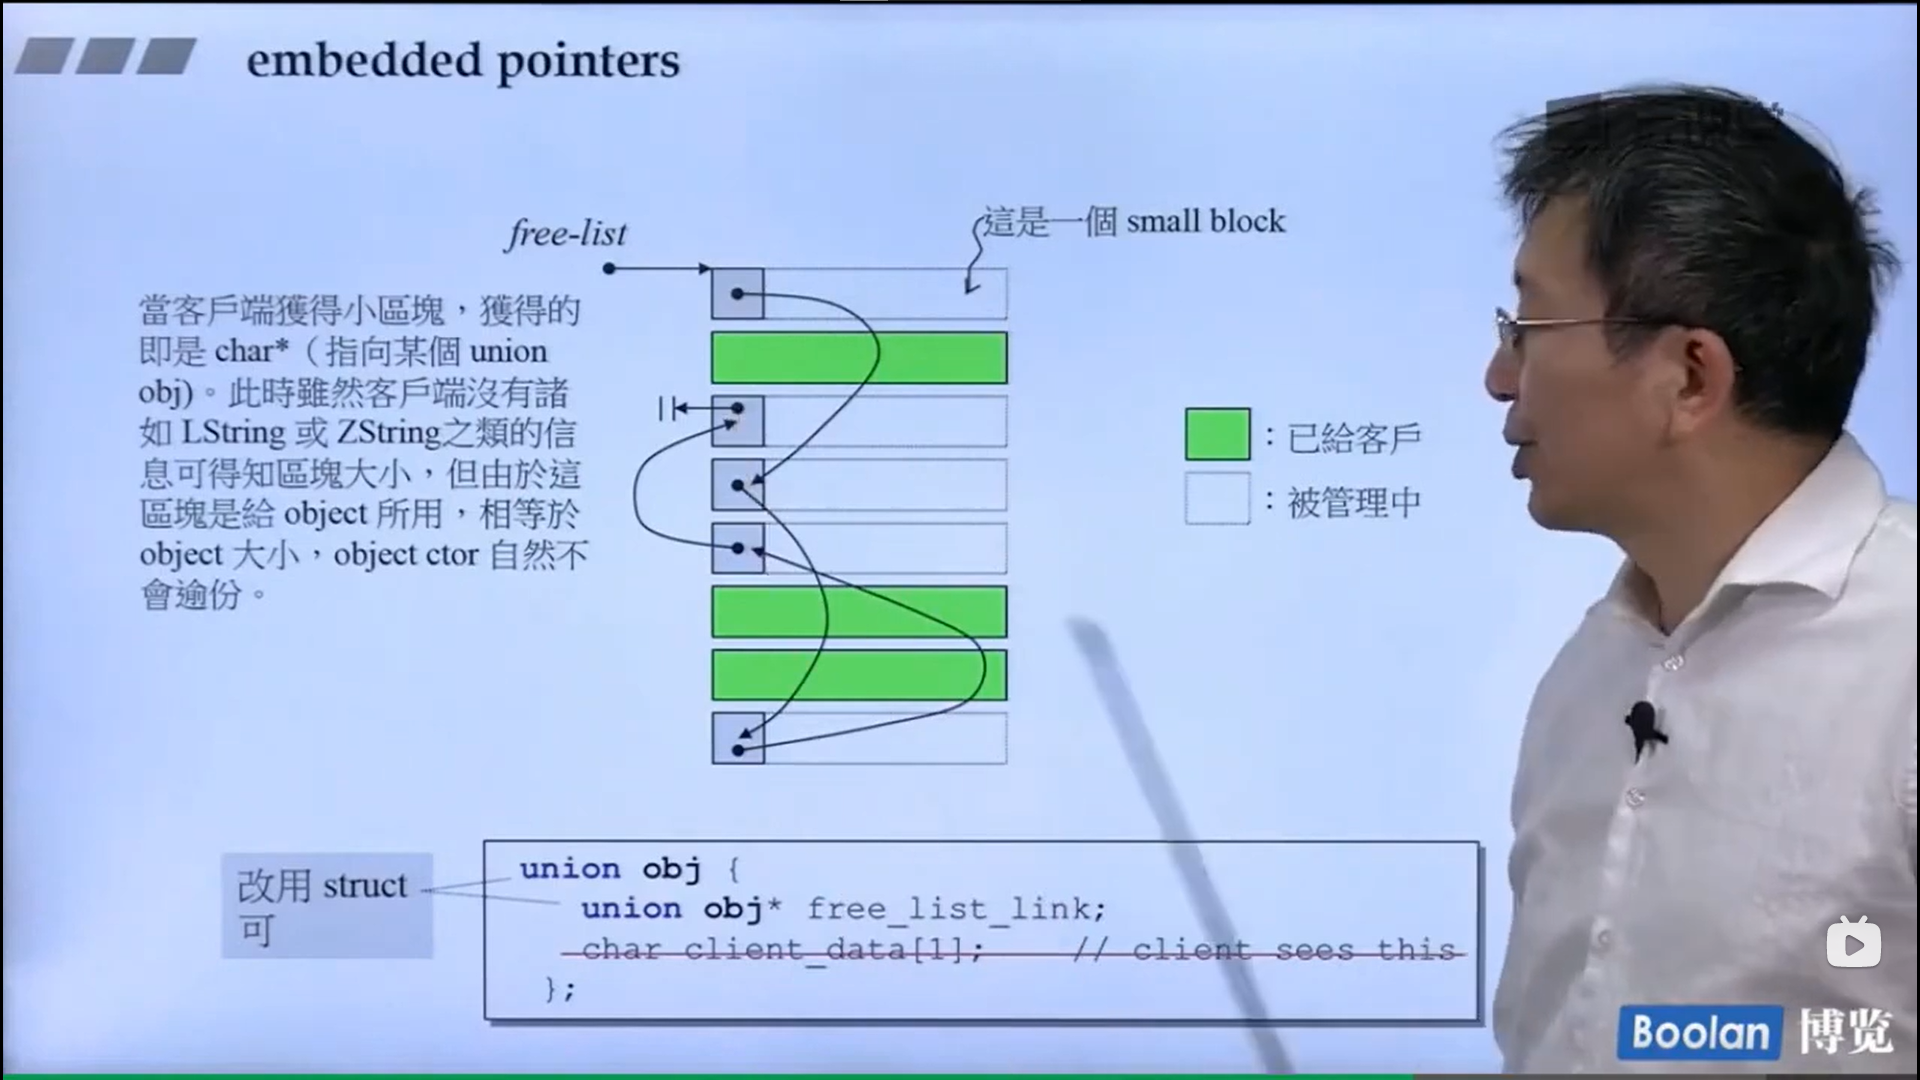 embedded pointers
free-list
這是一個 small block
當客戶端獲得小區塊,獲得的
即是 char*(指向某個 union
obj)。此時雖然客戶端沒有諸
如 LString 或 ZString之類的信
息可得知區塊大小,但由於這
區塊是給 object 所用,相等於
object 大小,object ctor 自然不
會逾份。
:已給客戶
:被管理中
改用 struct
可
union obj {
union obj* free_list_link;
char client_data[1];    // client sees this
};
Boolan 博览